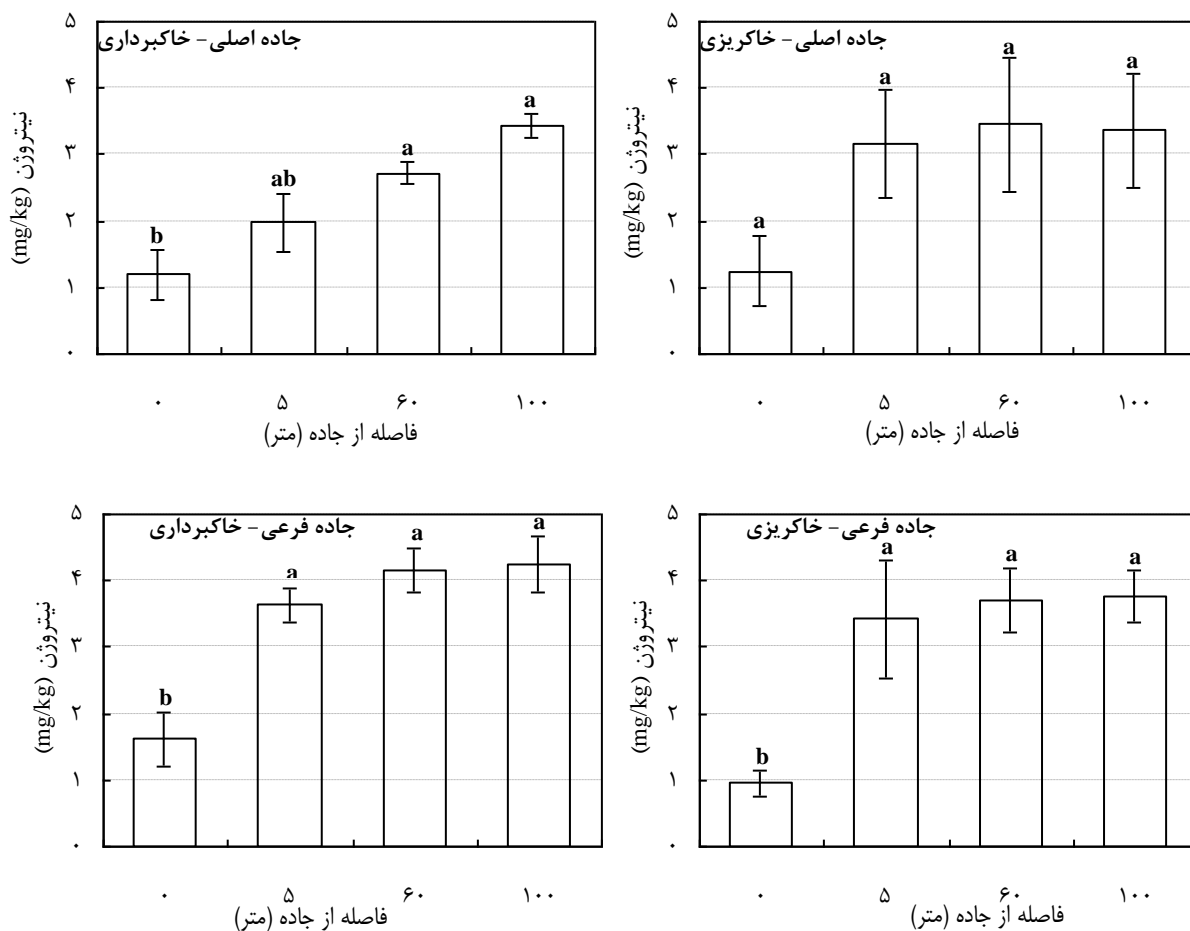 جاده اصلی- خاکبرداری
نیتروژن (mg/kg)
۵
۴
۳
۲
۱
۰
b
ab
a
a
۰ ۵ ۶۰ ۱۰۰
فاصله از جاده (متر)
جاده اصلی- خاکریزی
نیتروژن (mg/kg)
۵
۴
۳
۲
۱
۰
a
a
a
a
۰ ۵ ۶۰ ۱۰۰
فاصله از جاده (متر)
جاده فرعی- خاکبرداری
نیتروژن (mg/kg)
۵
۴
۳
۲
۱
۰
b
a
a
a
۰ ۵ ۶۰ ۱۰۰
فاصله از جاده (متر)
جاده فرعی- خاکریزی
نیتروژن (mg/kg)
۵
۴
۳
۲
۱
۰
b
a
a
a
۰ ۵ ۶۰ ۱۰۰
فاصله از جاده (متر)